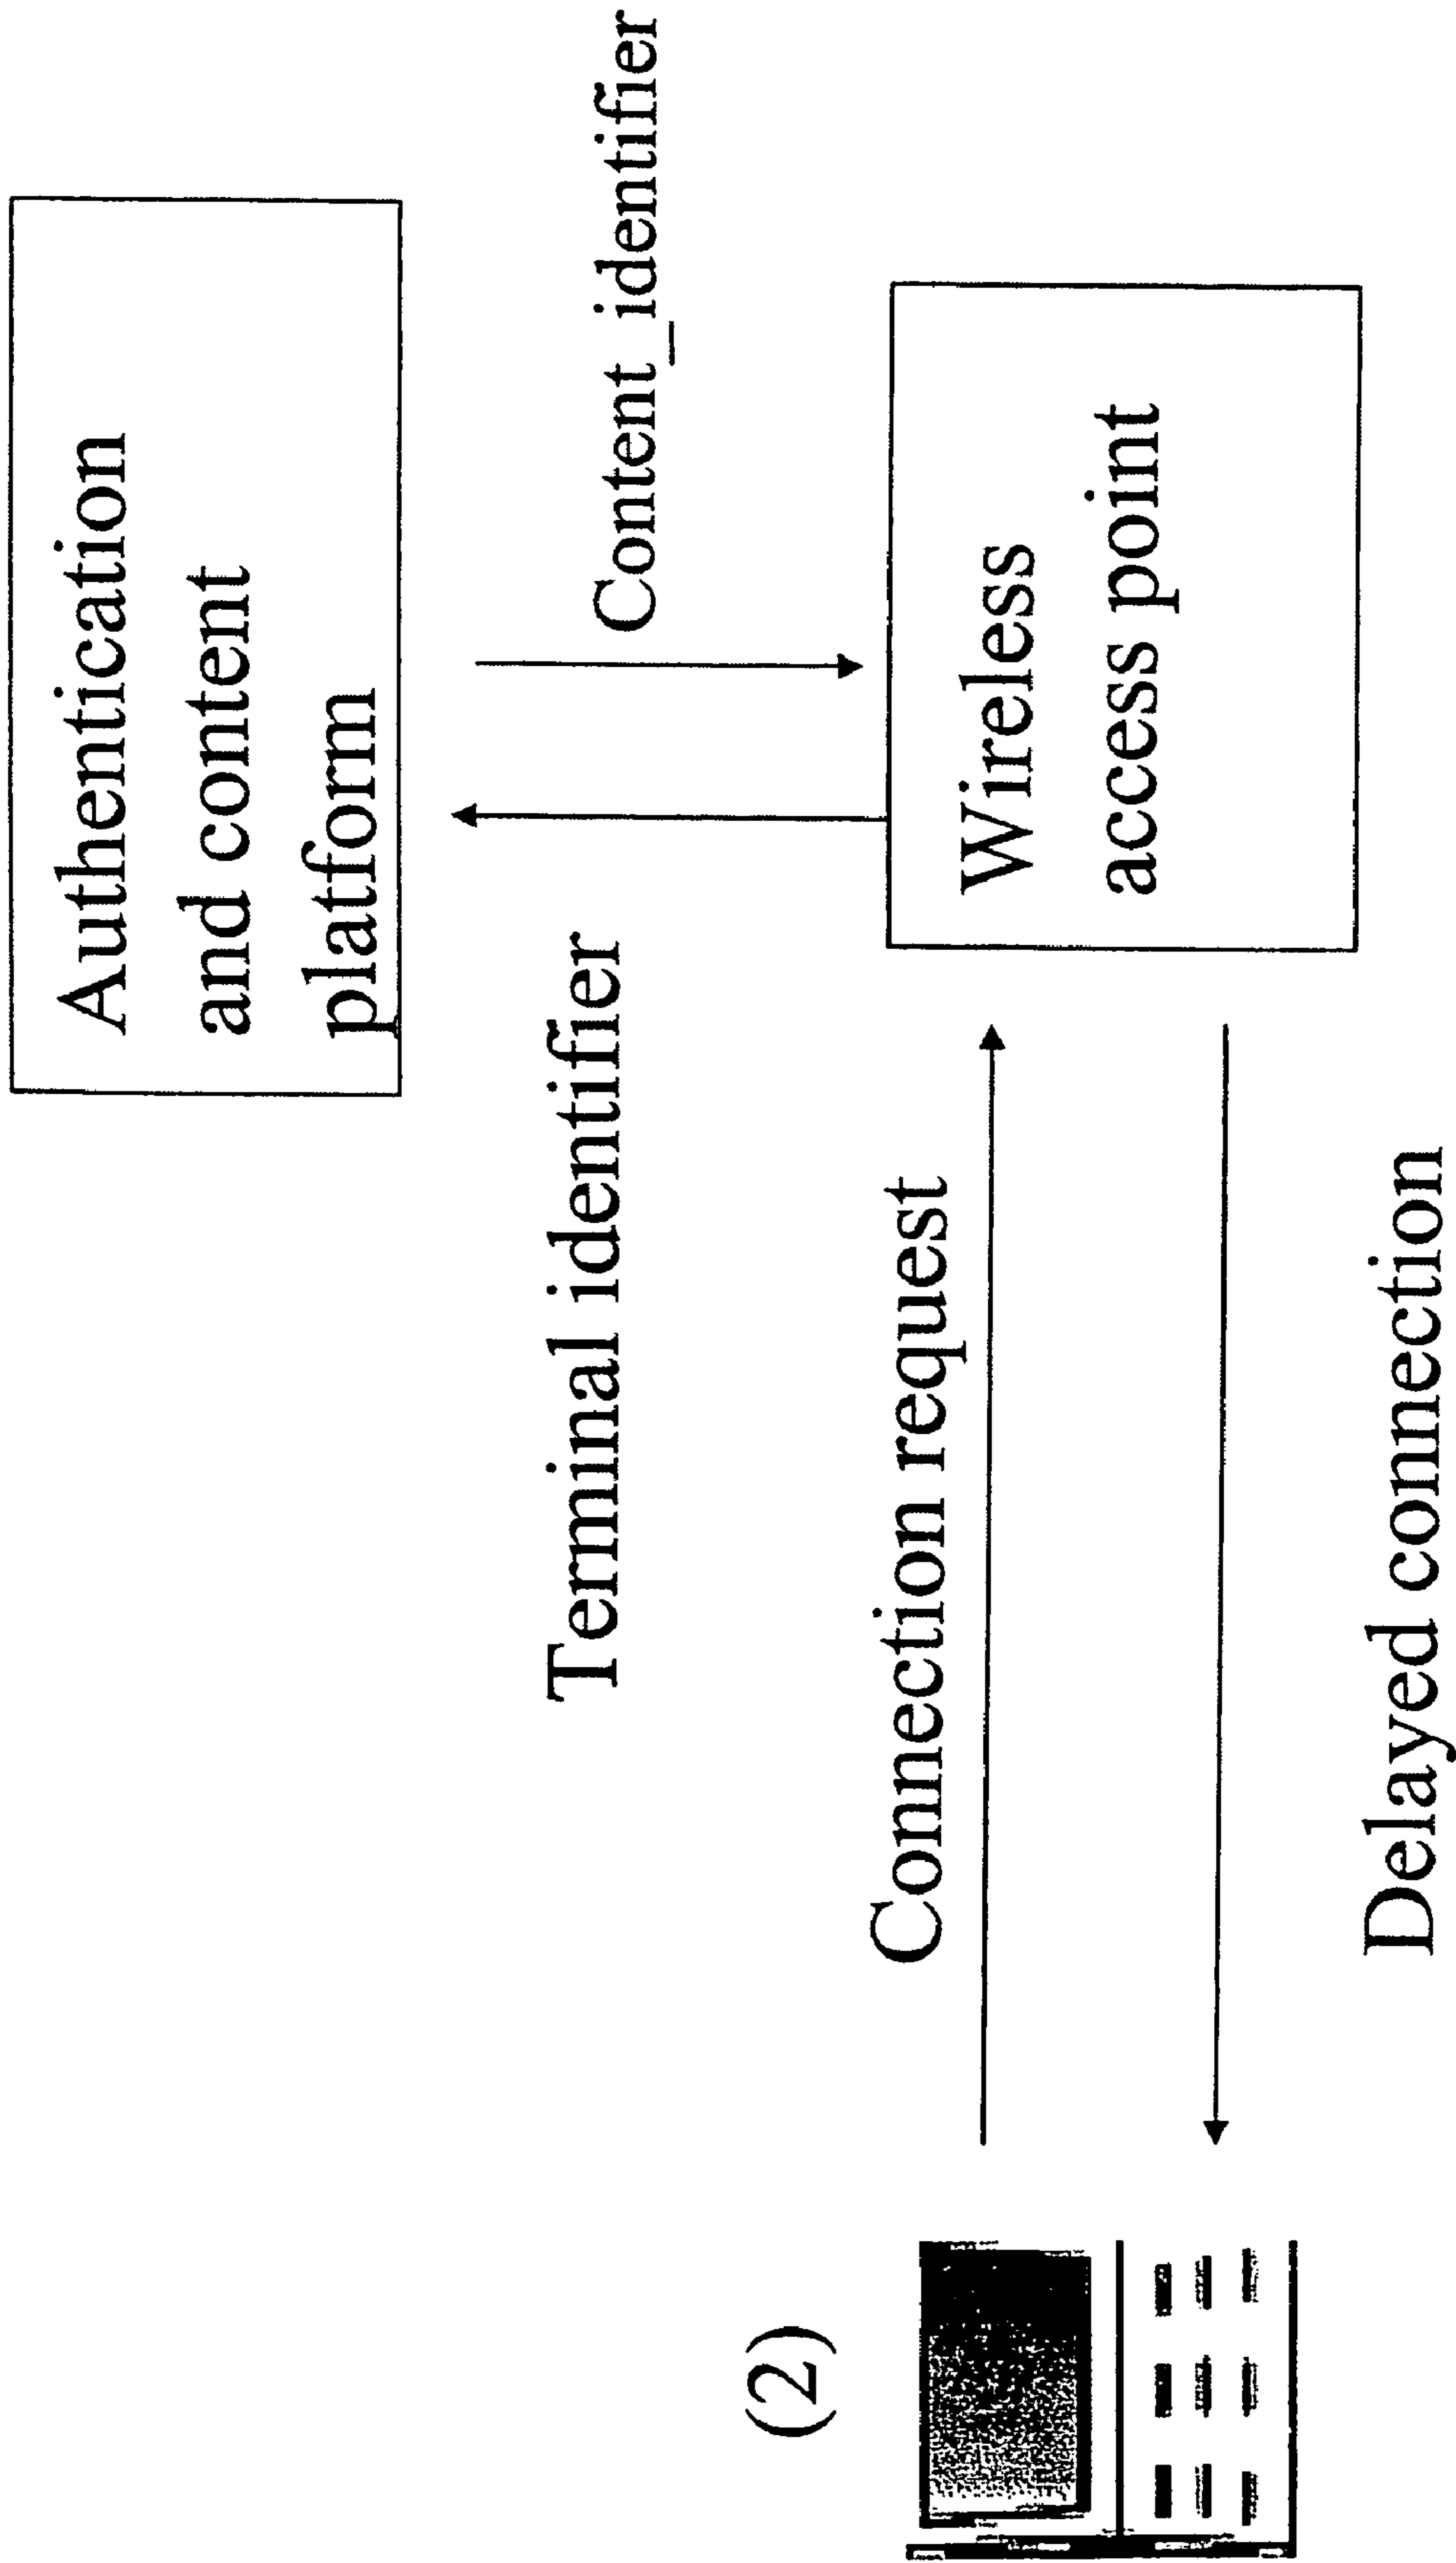 Authentication
and content
platform
Terminal identifier
Content_identifier
(2)
Connection request
Wireless
access point
Delayed connection